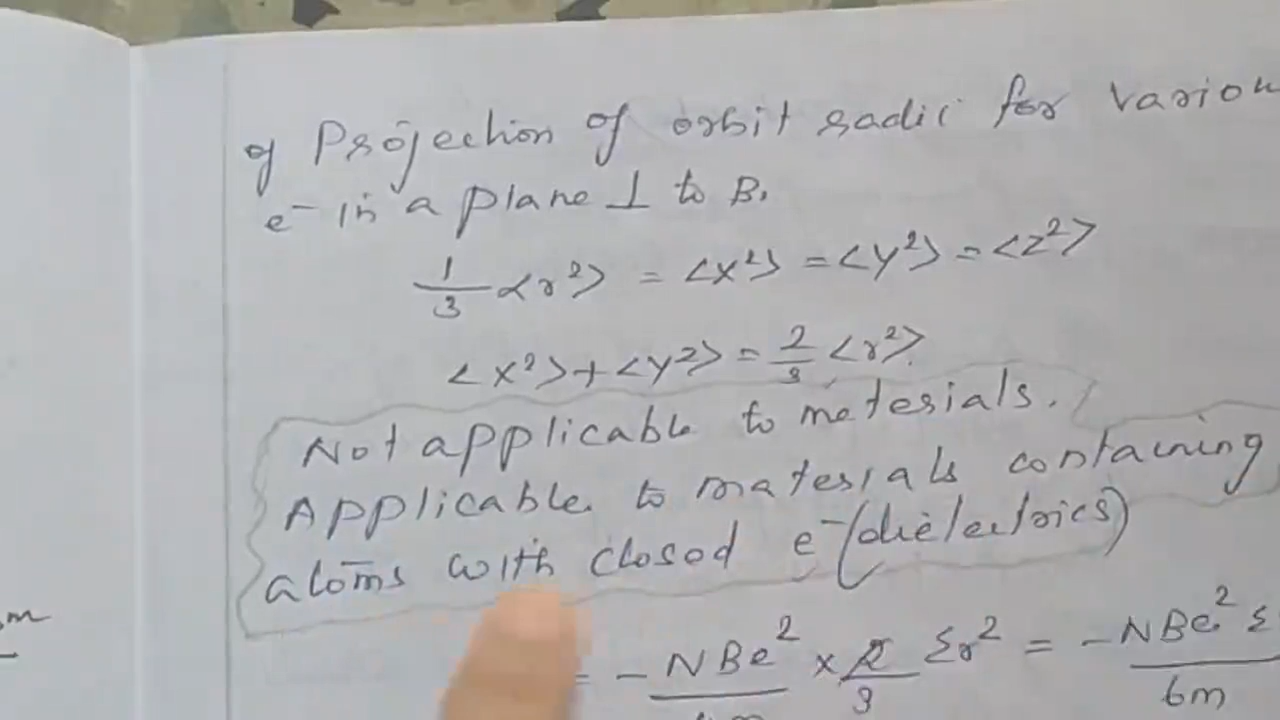 of Projection of orbit radii for variou
e⁻ in a plane ⊥ to B.
1/3 <r²> = <x²> = <y²> = <z²>
<x²> + <y²> = 2/3 <r²>.
Not applicable to materials.
Applicable to materials containing
atoms with closed e⁻ (dielectrics)
= -NBe² × 2/3 Σr² = -NBe² Σ
6m
m